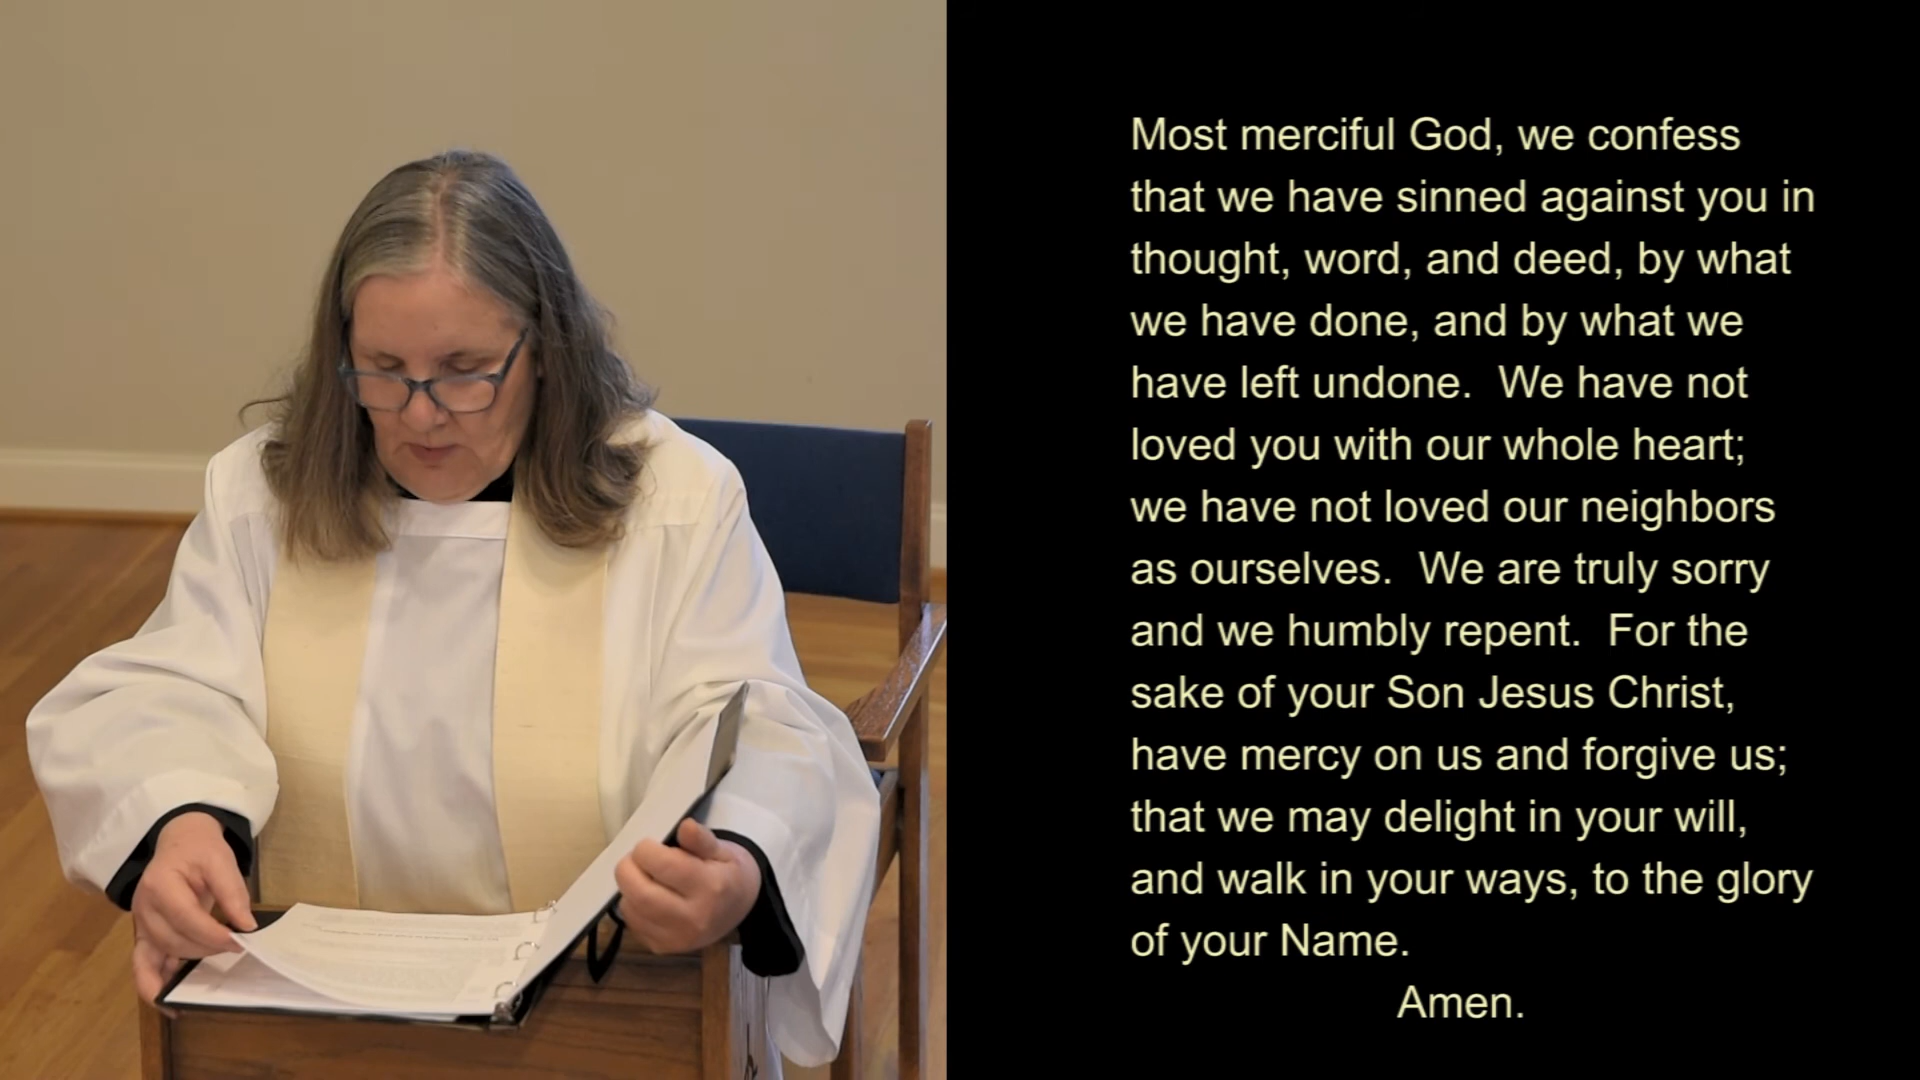 Most merciful God, we confess
that we have sinned against you in
thought, word, and deed, by what
we have done, and by what we
have left undone.  We have not
loved you with our whole heart;
we have not loved our neighbors
as ourselves.  We are truly sorry
and we humbly repent.  For the
sake of your Son Jesus Christ,
have mercy on us and forgive us;
that we may delight in your will,
and walk in your ways, to the glory
of your Name.
Amen.